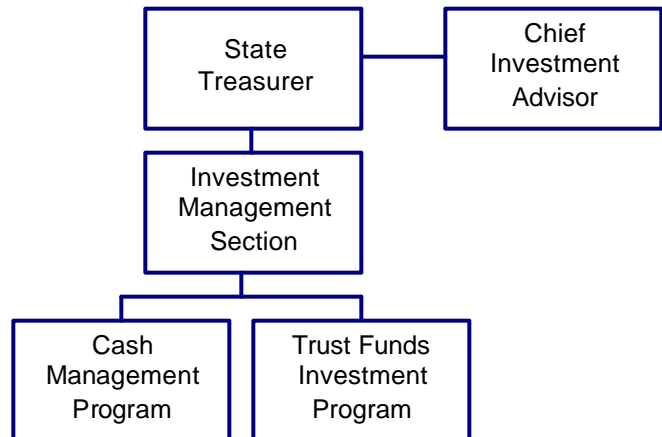 State
Treasurer
Chief
Investment
Advisor
Investment
Management
Section
Cash
Management
Program
Trust Funds
Investment
Program